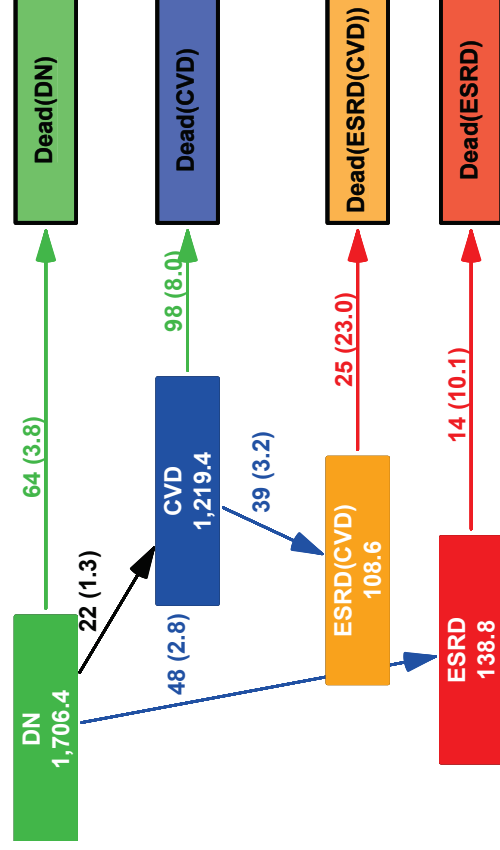 DN
1,706.4
64 (3.8)
Dead(DN)
22 (1.3)
48 (2.8)
CVD
1,219.4
98 (8.0)
Dead(CVD)
39 (3.2)
ESRD(CVD)
108.6
25 (23.0)
Dead(ESRD(CVD))
ESRD
138.8
14 (10.1)
Dead(ESRD)